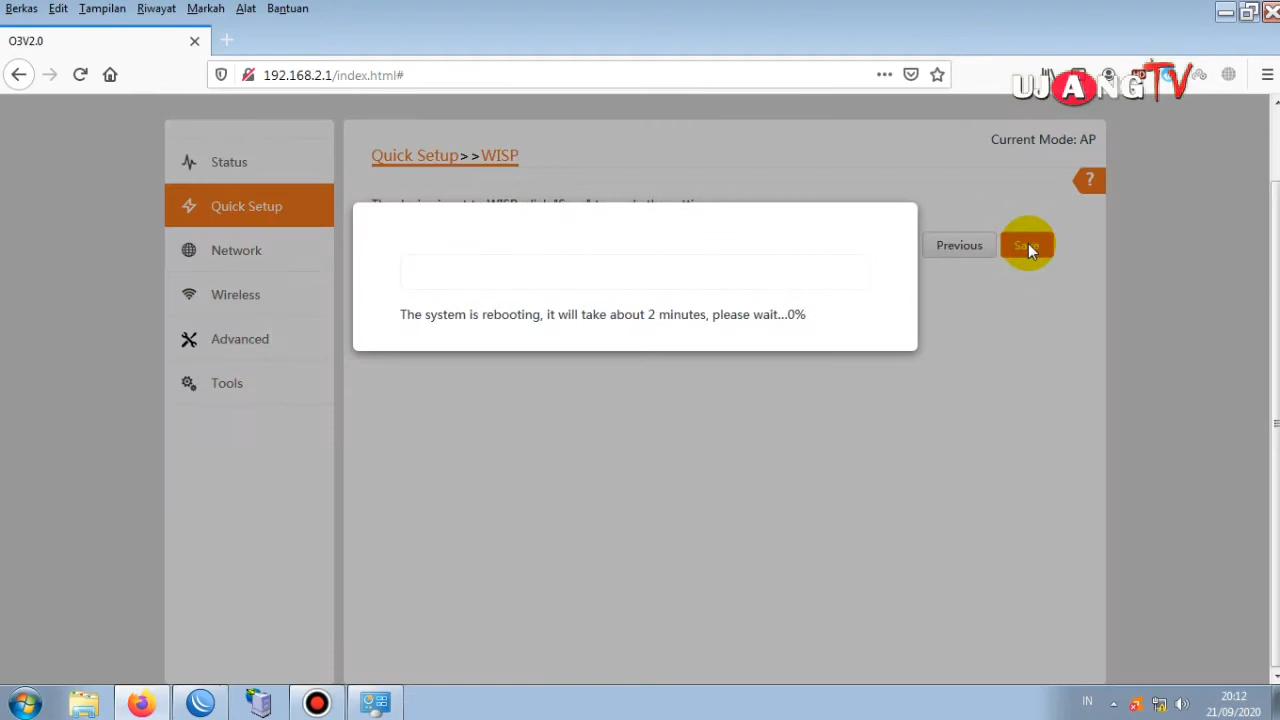 Berkas Edit Tampilan Riwayat Markah Alat Bantuan
O3V2.0
192.168.2.1/index.html#
UJANGTV
Current Mode: AP
Quick Setup>>WISP
?
Status
Quick Setup
Network
Wireless
Advanced
Tools
Previous
Save
The system is rebooting, it will take about 2 minutes, please wait...0%
IN
20:12
21/09/2020